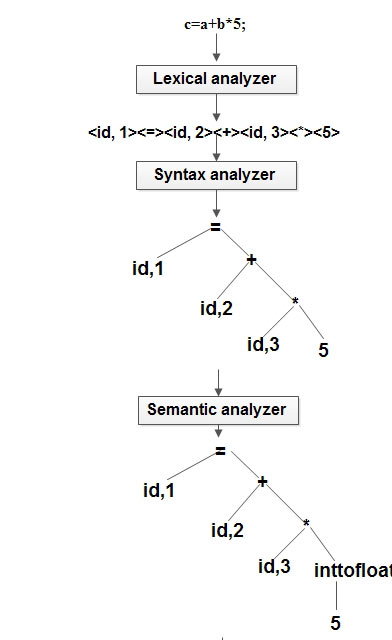 c=a+b*5;
Lexical analyzer
<id, 1><=><id, 2><+><id, 3><*><5>
Syntax analyzer
=
id,1
+
id,2
*
id,3
5
Semantic analyzer
=
id,1
+
id,2
*
id,3 inttofloat
5